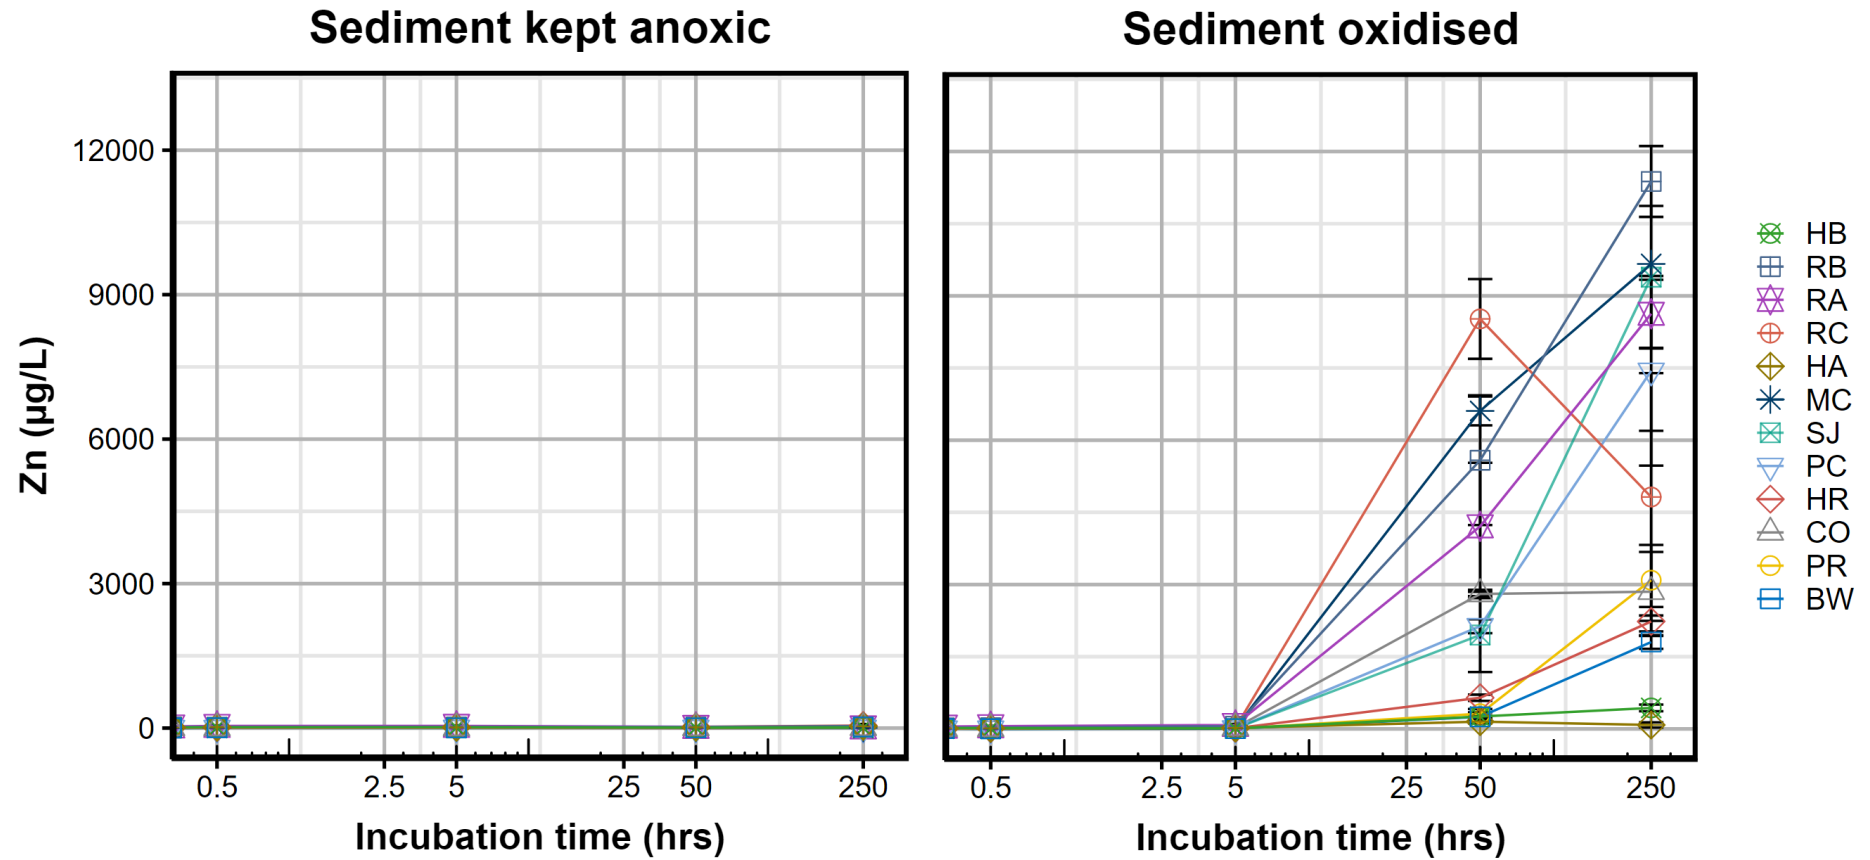 Sediment kept anoxic
Sediment oxidised
Zn (µg/L)
12000
9000
6000
3000
0
0.5 2.5 5 25 50 250
0.5 2.5 5 25 50 250
Incubation time (hrs)
Incubation time (hrs)
HB
RB
RA
RC
HA
MC
SJ
PC
HR
CO
PR
BW